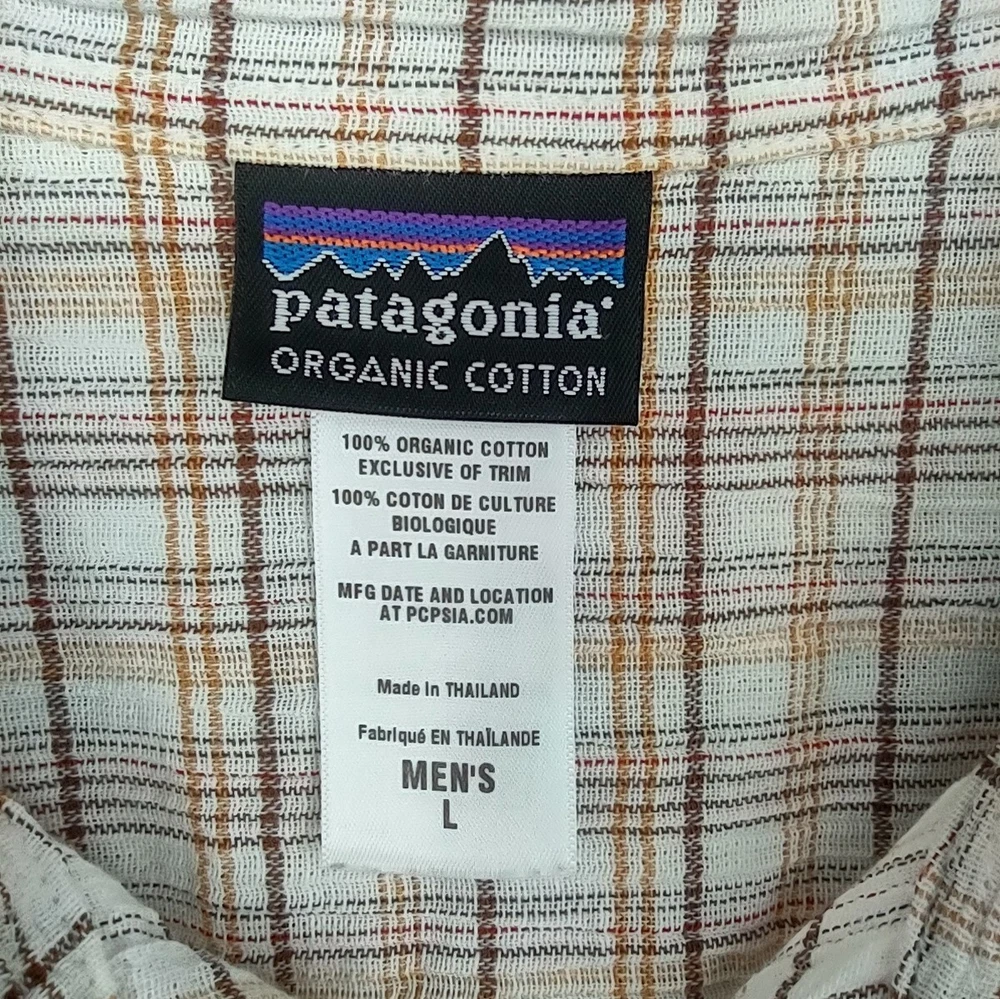 patagonia
ORGANIC COTTON
100% ORGANIC COTTON
EXCLUSIVE OF TRIM
100% COTON DE CULTURE
BIOLOGIQUE
A PART LA GARNITURE
MFG DATE AND LOCATION
AT PCPSIA.COM
Made in THAILAND
Fabriqué EN THAÏLANDE
MEN'S
L